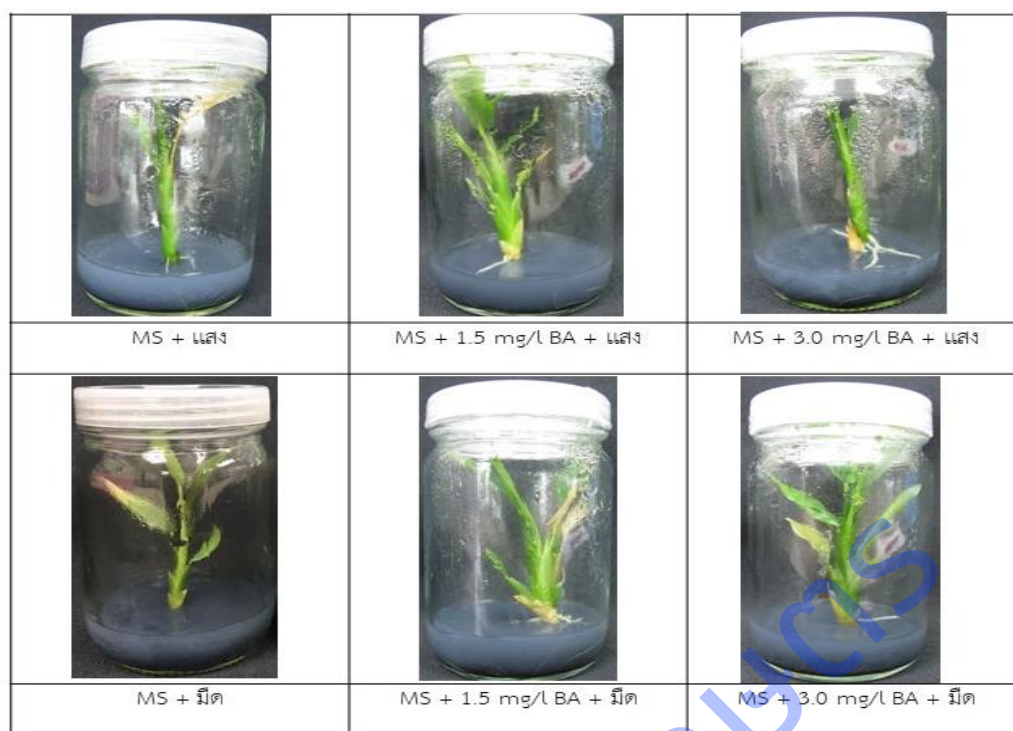 MS + แสง
MS + 1.5 mg/l BA + แสง
MS + 3.0 mg/l BA + แสง
MS + มืด
MS + 1.5 mg/l BA + มืด
MS + 3.0 mg/l BA + มืด